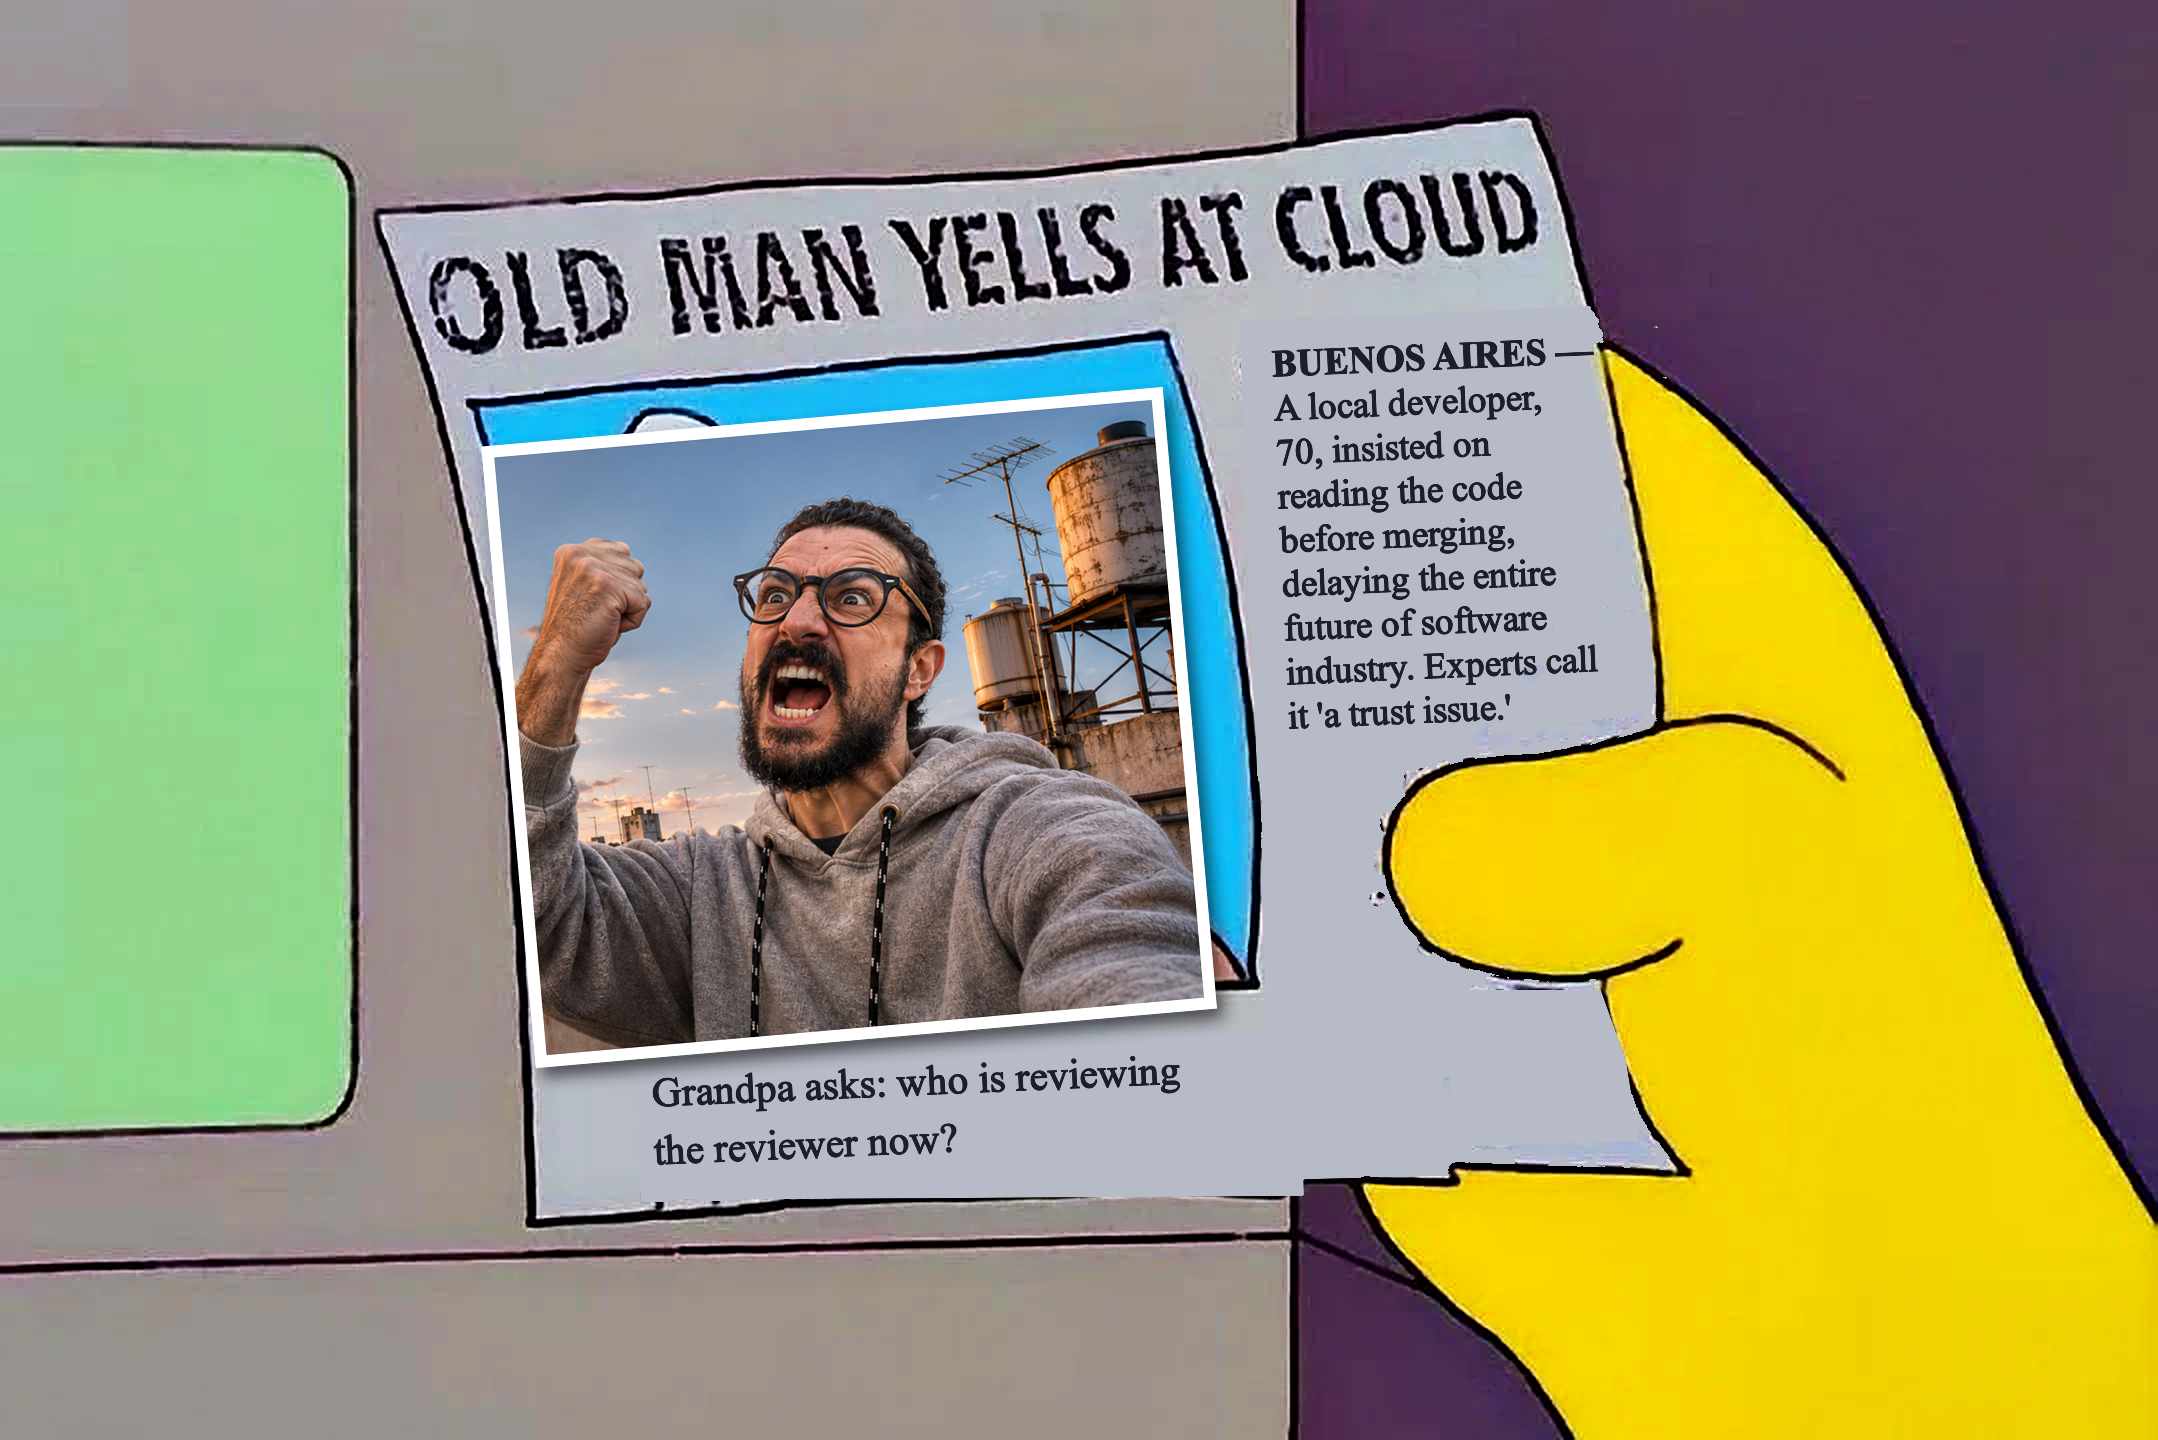 OLD MAN YELLS AT CLOUD
BUENOS AIRES —
A local developer,
70, insisted on
reading the code
before merging,
delaying the entire
future of software
industry. Experts call
it 'a trust issue.'
Grandpa asks: who is reviewing
the reviewer now?